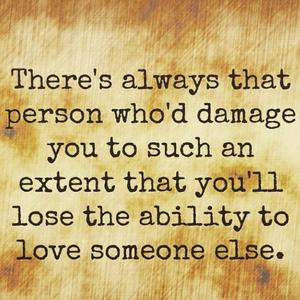 There's always that
person who'd damage
you to such an
extent that you'll
lose the ability to
love someone else.